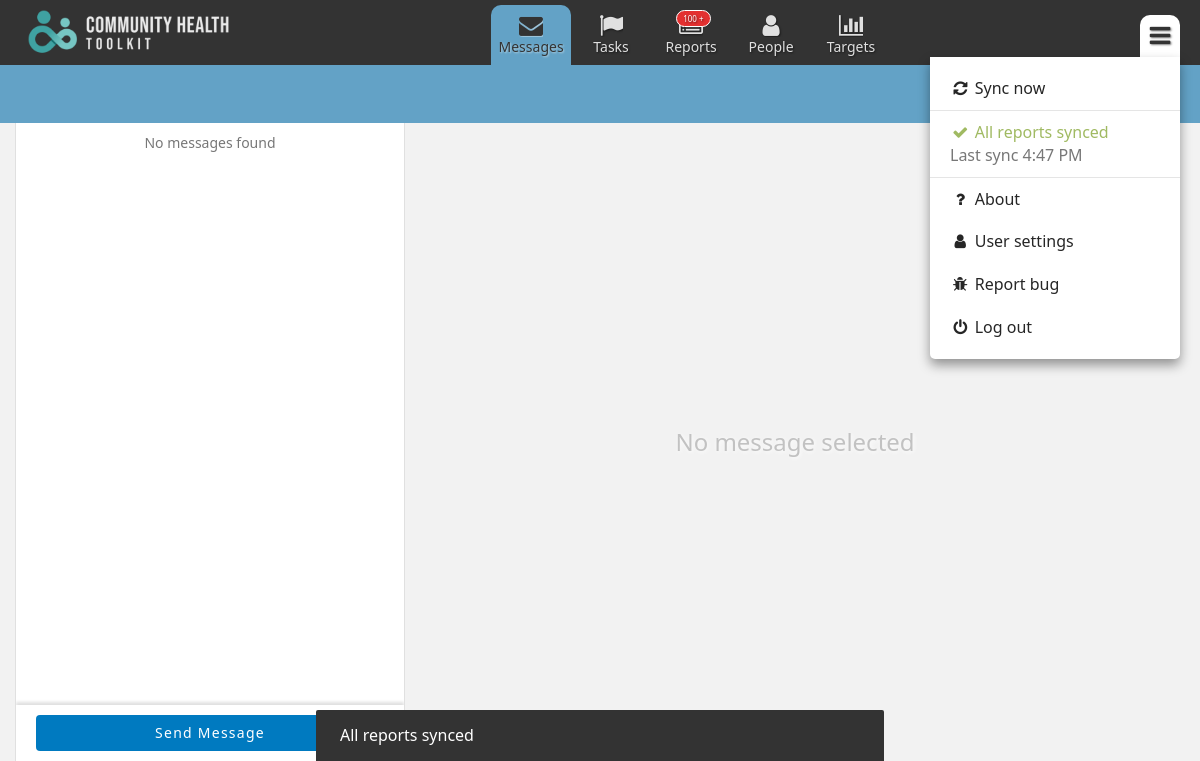 COMMUNITY HEALTH
TOOLKIT
Messages
Tasks
100 +
Reports
People
Targets
Sync now
All reports synced
Last sync 4:47 PM
About
User settings
Report bug
Log out
No messages found
No message selected
Send Message
All reports synced